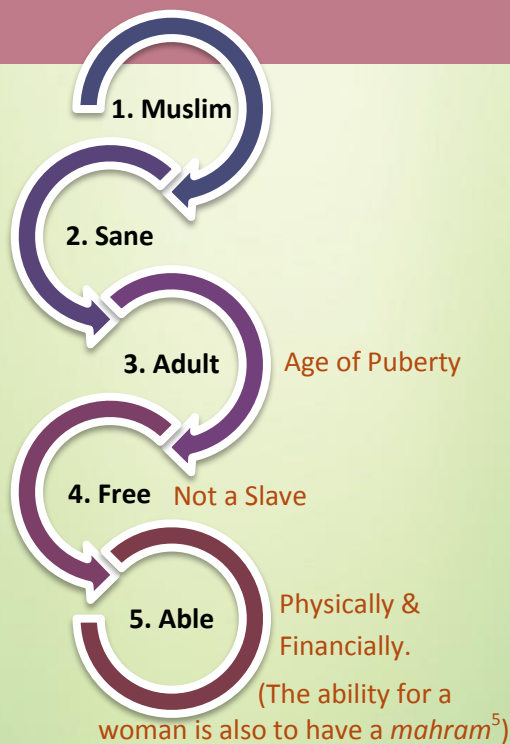 1. Muslim
2. Sane
3. Adult Age of Puberty
4. Free Not a Slave
5. Able Physically &
Financially.
(The ability for a
woman is also to have a mahram⁵)